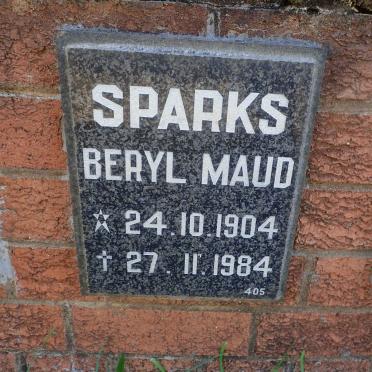 SPARKS
BERYL MAUD
☆ 24.10.1904
† 27.11.1984
405